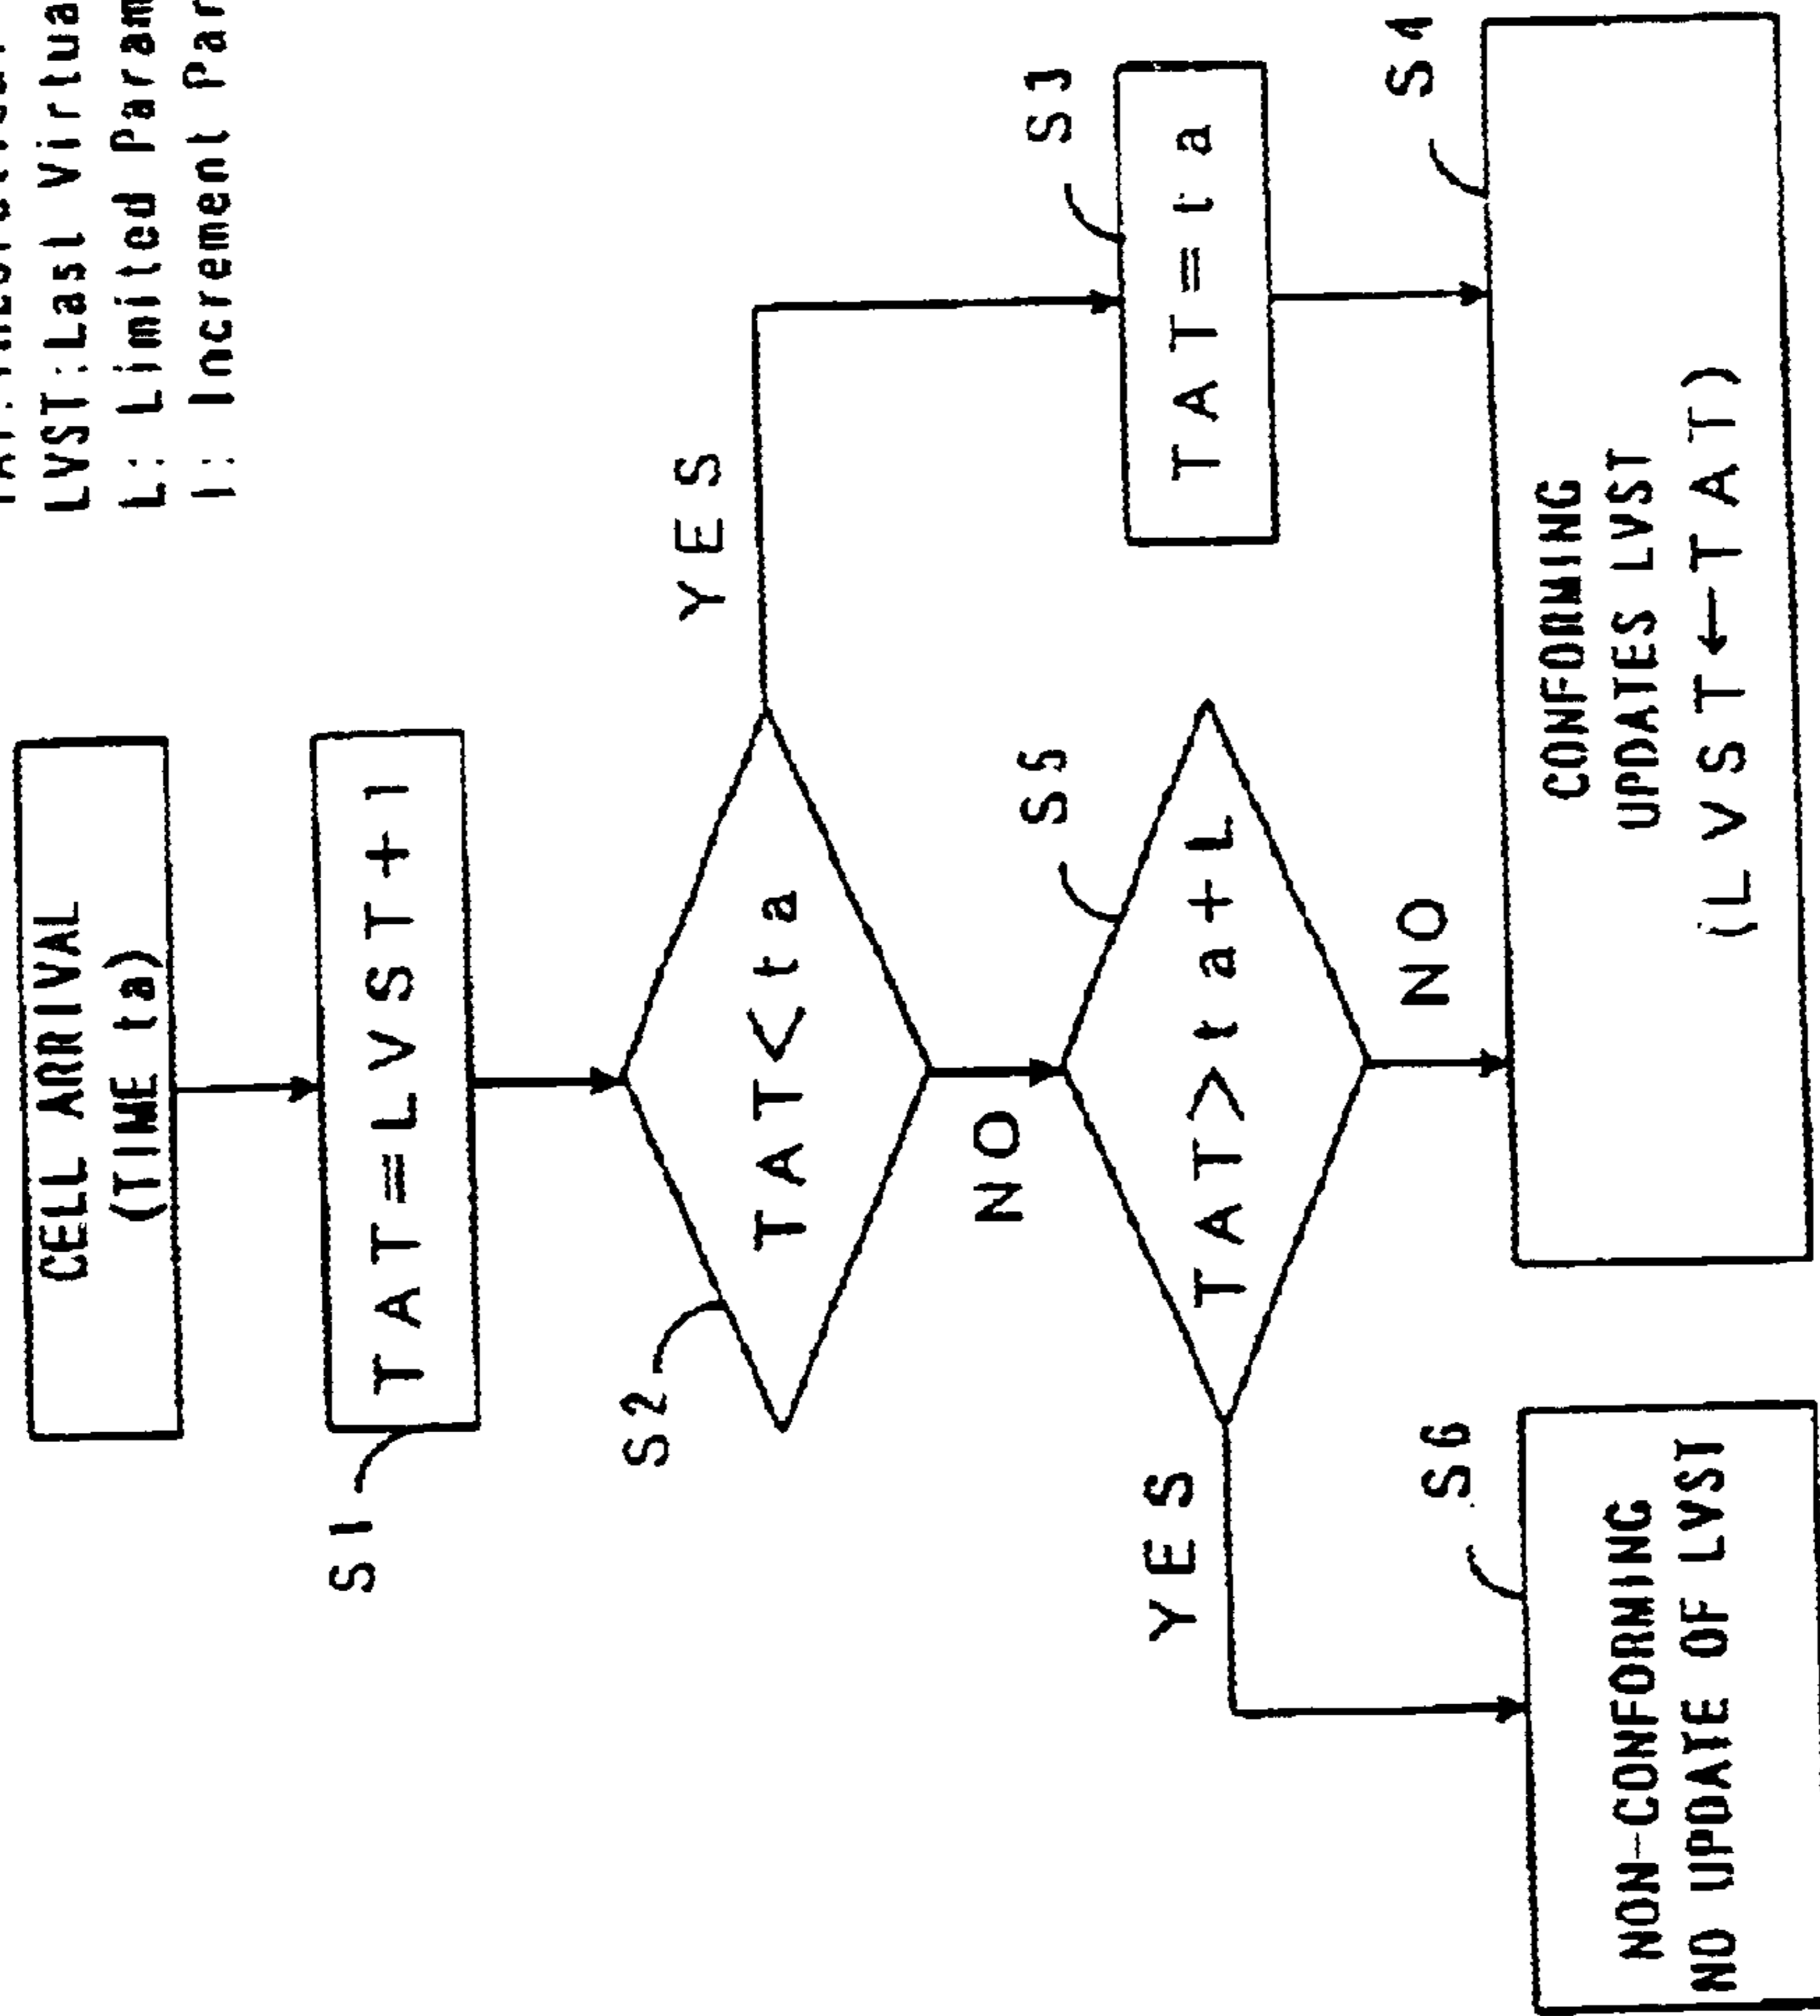 LVST:Last Virtua
L: Limited Param
I: Increment Par
CELL ARRIVAL
(TIME ta)
S1
TAT=LVST+I
S2
TAT<ta
YES
NO
S3
TAT=ta
S5
TAT>ta+L
YES
NO
S4
CONFORMING
UPDATES LVST
(LVST←TAT)
S6
NON-CONFORMING
NO UPDATE OF LVST